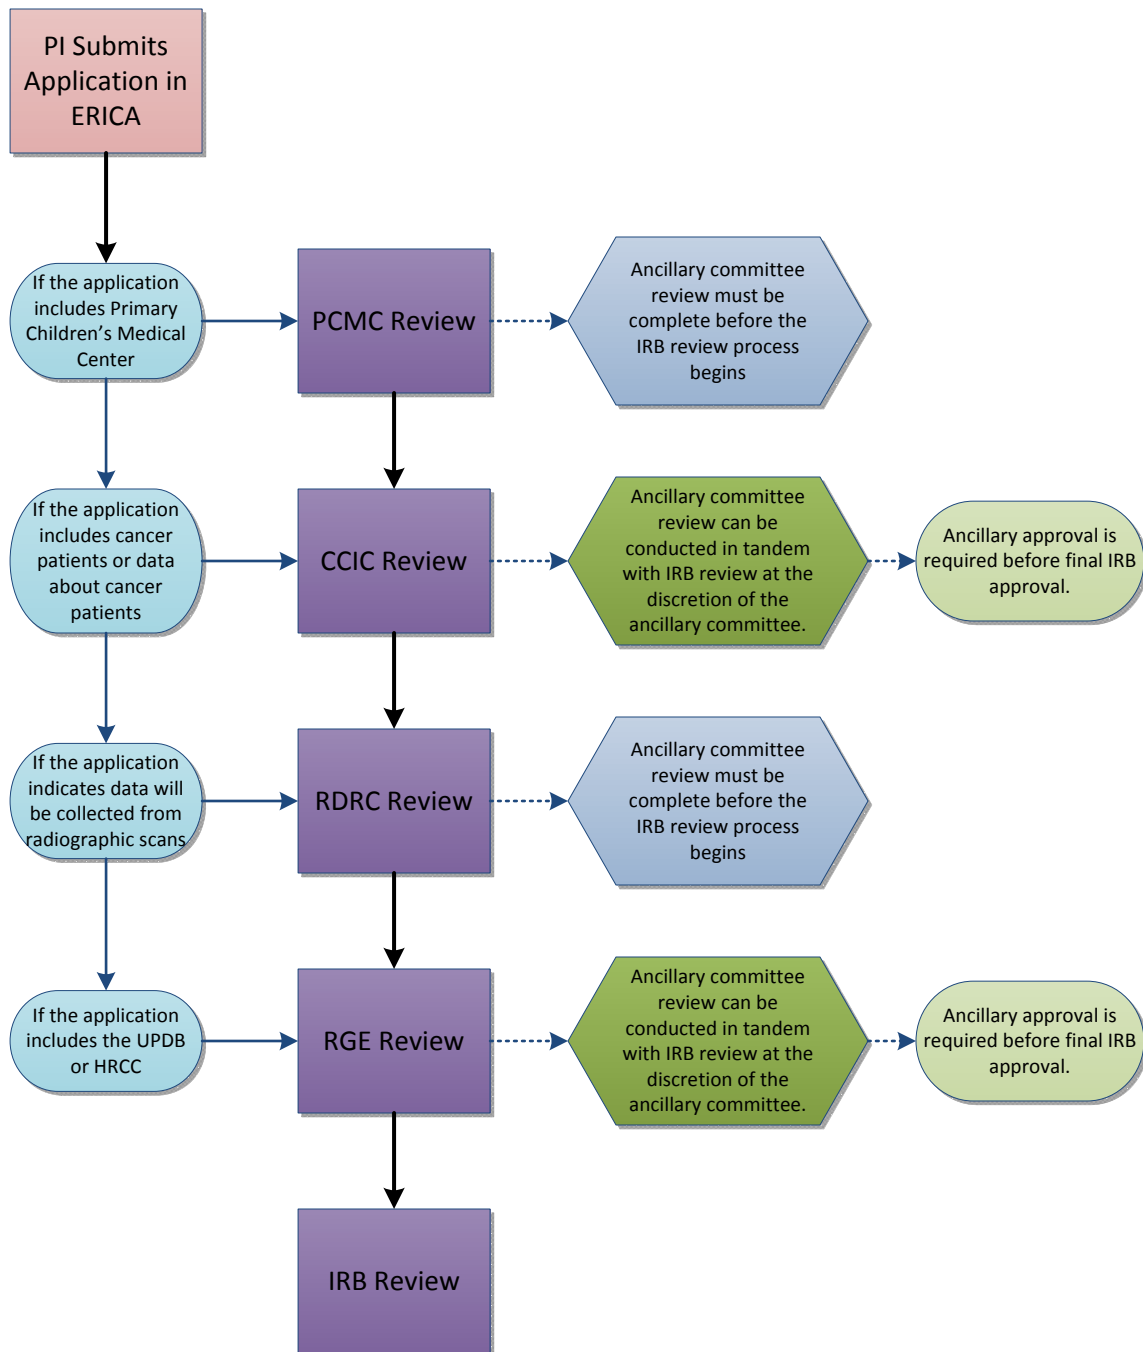 PI Submits
Application in
ERICA
If the application
includes Primary
Children’s Medical
Center
PCMC Review
Ancillary committee
review must be
complete before the
IRB review process
begins
If the application
includes cancer
patients or data
about cancer
patients
CCIC Review
Ancillary committee
review can be
conducted in tandem
with IRB review at the
discretion of the
ancillary committee.
Ancillary approval is
required before final IRB
approval.
If the application
indicates data will
be collected from
radiographic scans
RDRC Review
Ancillary committee
review must be
complete before the
IRB review process
begins
If the application
includes the UPDB
or HRCC
RGE Review
Ancillary committee
review can be
conducted in tandem
with IRB review at the
discretion of the
ancillary committee.
Ancillary approval is
required before final IRB
approval.
IRB Review